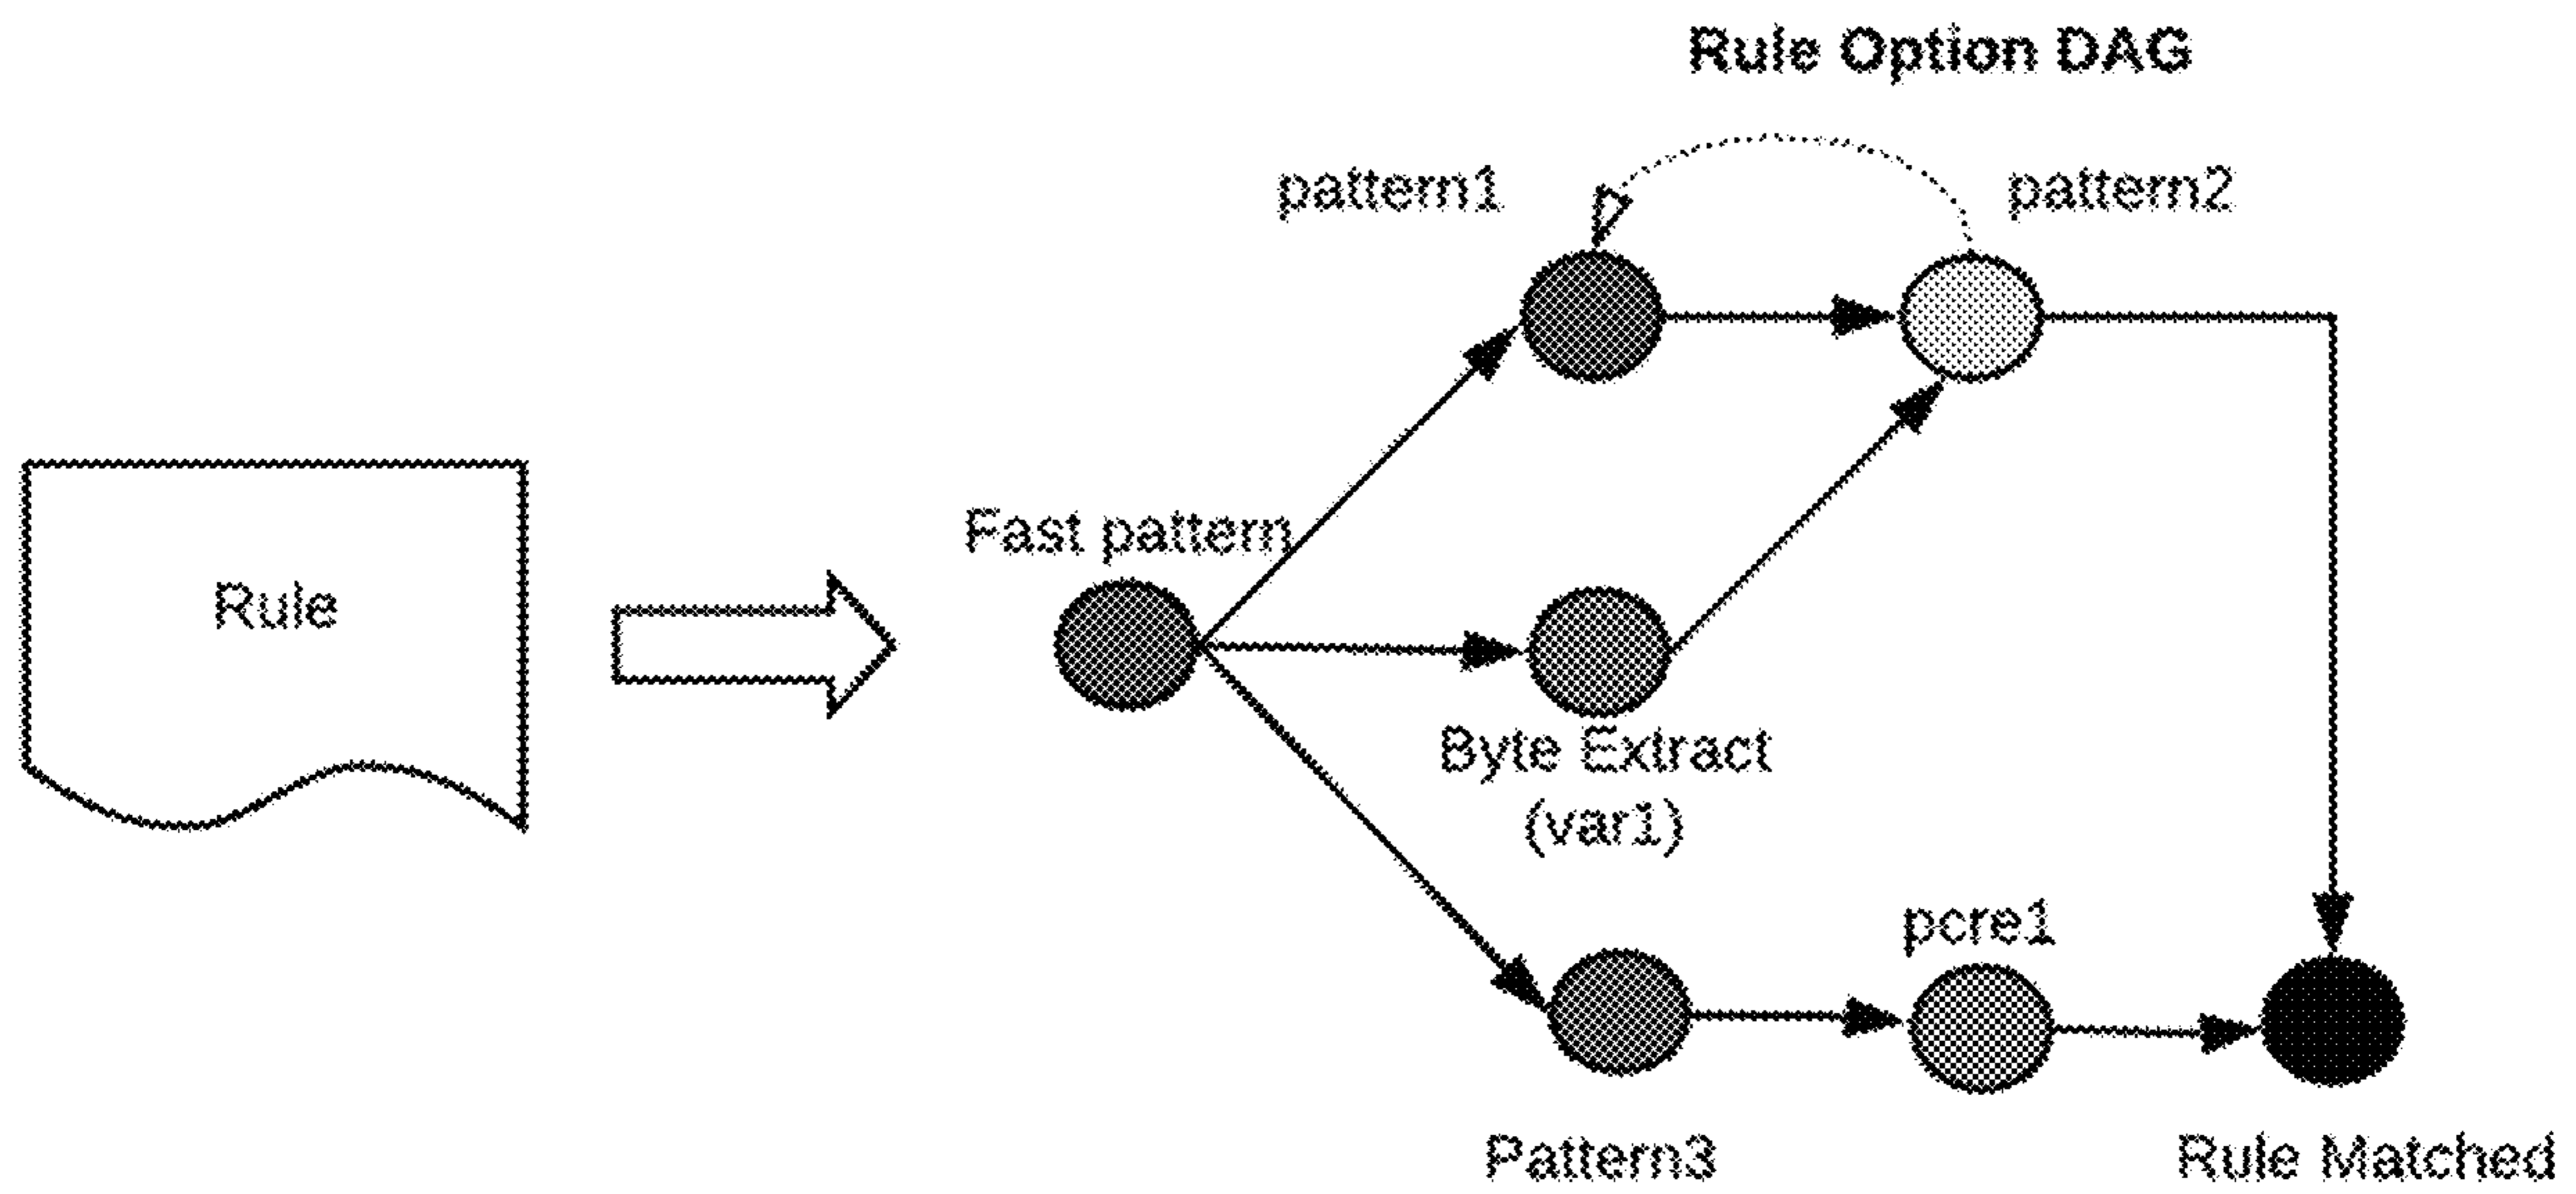 Rule Option DAG
pattern1
pattern2
Fast pattern
Rule
Byte Extract
(var1)
pcre1
Pattern3
Rule Matched